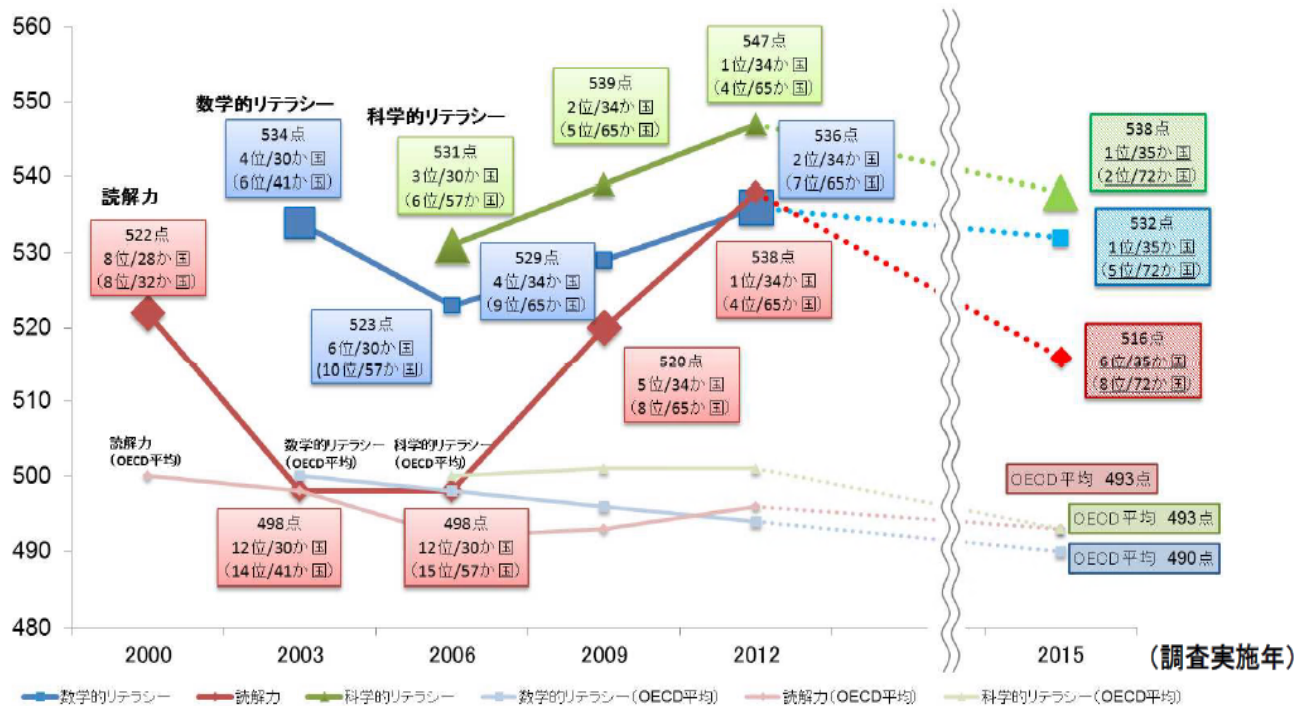 560
550
540
530
520
510
500
490
480
読解力
522点
8位/28か国
(8位/32か国)
数学的リテラシー
534点
4位/30か国
(6位/41か国)
科学的リテラシー
531点
3位/30か国
(6位/57か国)
539点
2位/34か国
(5位/65か国)
547点
1位/34か国
(4位/65か国)
536点
2位/34か国
(7位/65か国)
538点
1位/35か国
(2位/72か国)
532点
1位/35か国
(5位/72か国)
516点
6位/35か国
(8位/72か国)
523点
6位/30か国
(10位/57か国)
529点
4位/34か国
(9位/65か国)
538点
1位/34か国
(4位/65か国)
520点
5位/34か国
(8位/65か国)
読解力
(OECD平均)
数学的リテラシー
(OECD平均)
科学的リテラシー
(OECD平均)
498点
12位/30か国
(14位/41か国)
498点
12位/30か国
(15位/57か国)
OECD平均 493点
OECD平均 493点
OECD平均 490点
2000
2003
2006
2009
2012
2015
(調査実施年)
数学的リテラシー
読解力
科学的リテラシー
数学的リテラシー(OECD平均)
読解力(OECD平均)
科学的リテラシー(OECD平均)